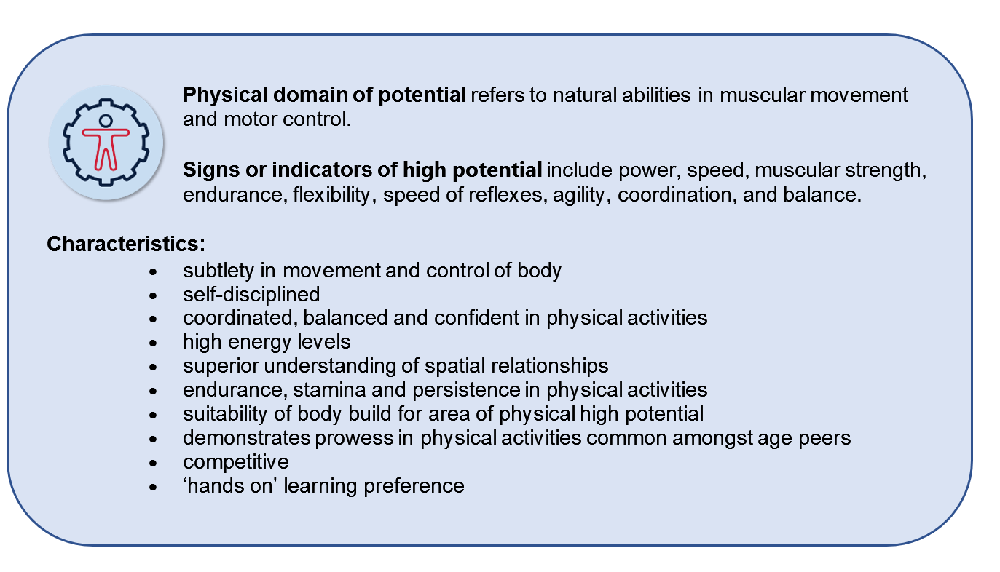 Physical domain of potential refers to natural abilities in muscular movement
and motor control.
Signs or indicators of high potential include power, speed, muscular strength,
endurance, flexibility, speed of reflexes, agility, coordination, and balance.
Characteristics:
• subtlety in movement and control of body
• self-disciplined
• coordinated, balanced and confident in physical activities
• high energy levels
• superior understanding of spatial relationships
• endurance, stamina and persistence in physical activities
• suitability of body build for area of physical high potential
• demonstrates prowess in physical activities common amongst age peers
• competitive
• ‘hands on’ learning preference